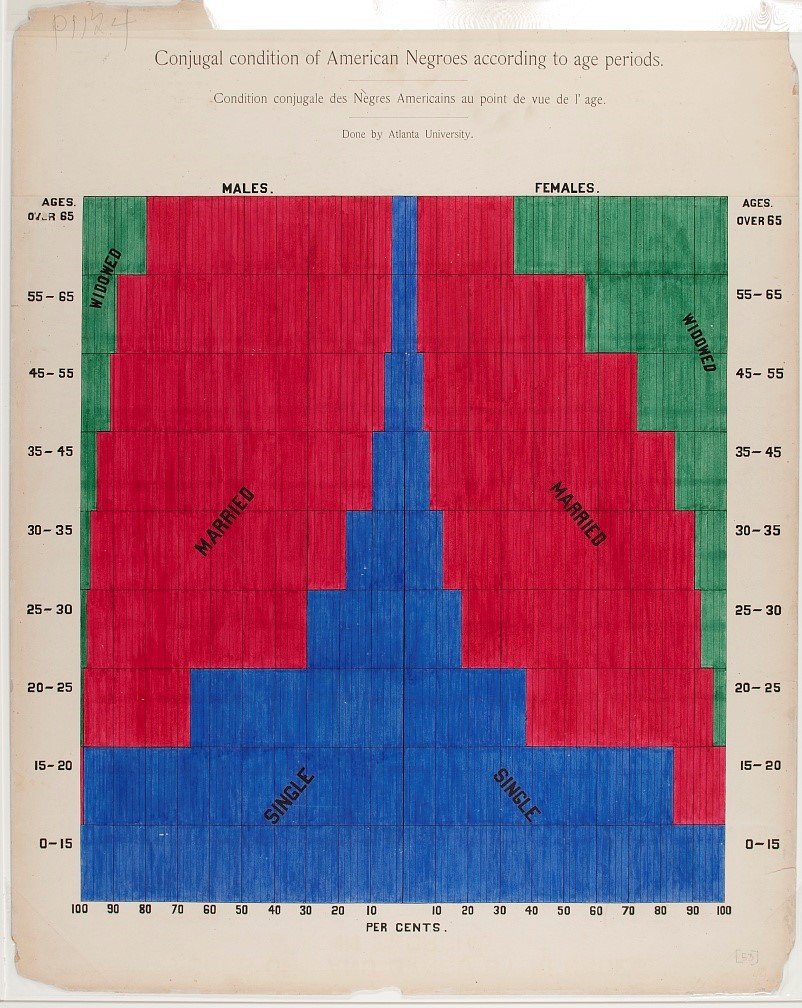 P1124
Conjugal condition of American Negroes according to age periods.
Condition conjugale des Nègres Americains au point de vue de l' age.
Done by Atlanta University.
MALES. FEMALES.
AGES. AGES.
OVER 65 OVER 65
WIDOWED
55-65 55-65
WIDOWED
45-55 45-55
35-45 35-45
MARRIED MARRIED
30-35 30-35
25-30 25-30
20-25 20-25
15-20 15-20
SINGLE SINGLE
0-15 0-15
100 90 80 70 60 50 40 30 20 10 10 20 30 40 50 60 70 80 90 100
PER CENTS.
[53]